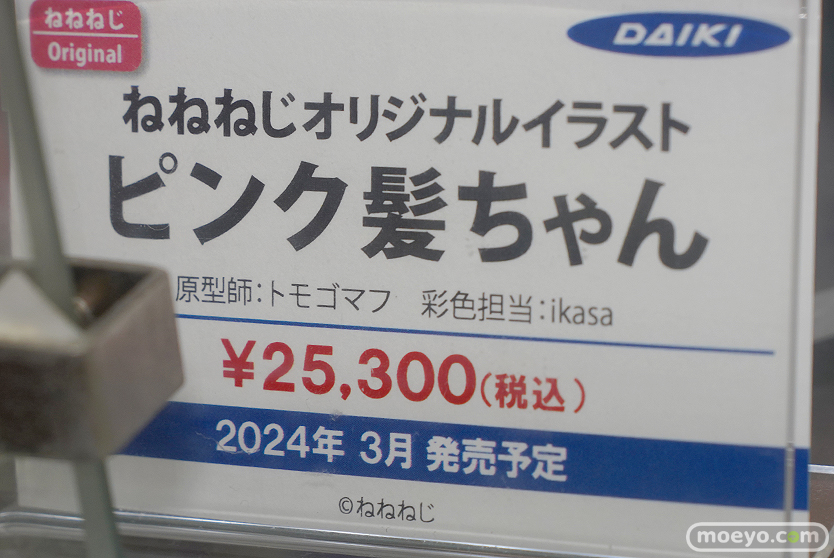 ねねねじ
Original
DAIKI
ねねねじオリジナルイラスト
ピンク髪ちゃん
原型師:トモゴマフ 彩色担当:ikasa
¥25,300(税込)
2024年 3月 発売予定
©ねねねじ
moeyo.com